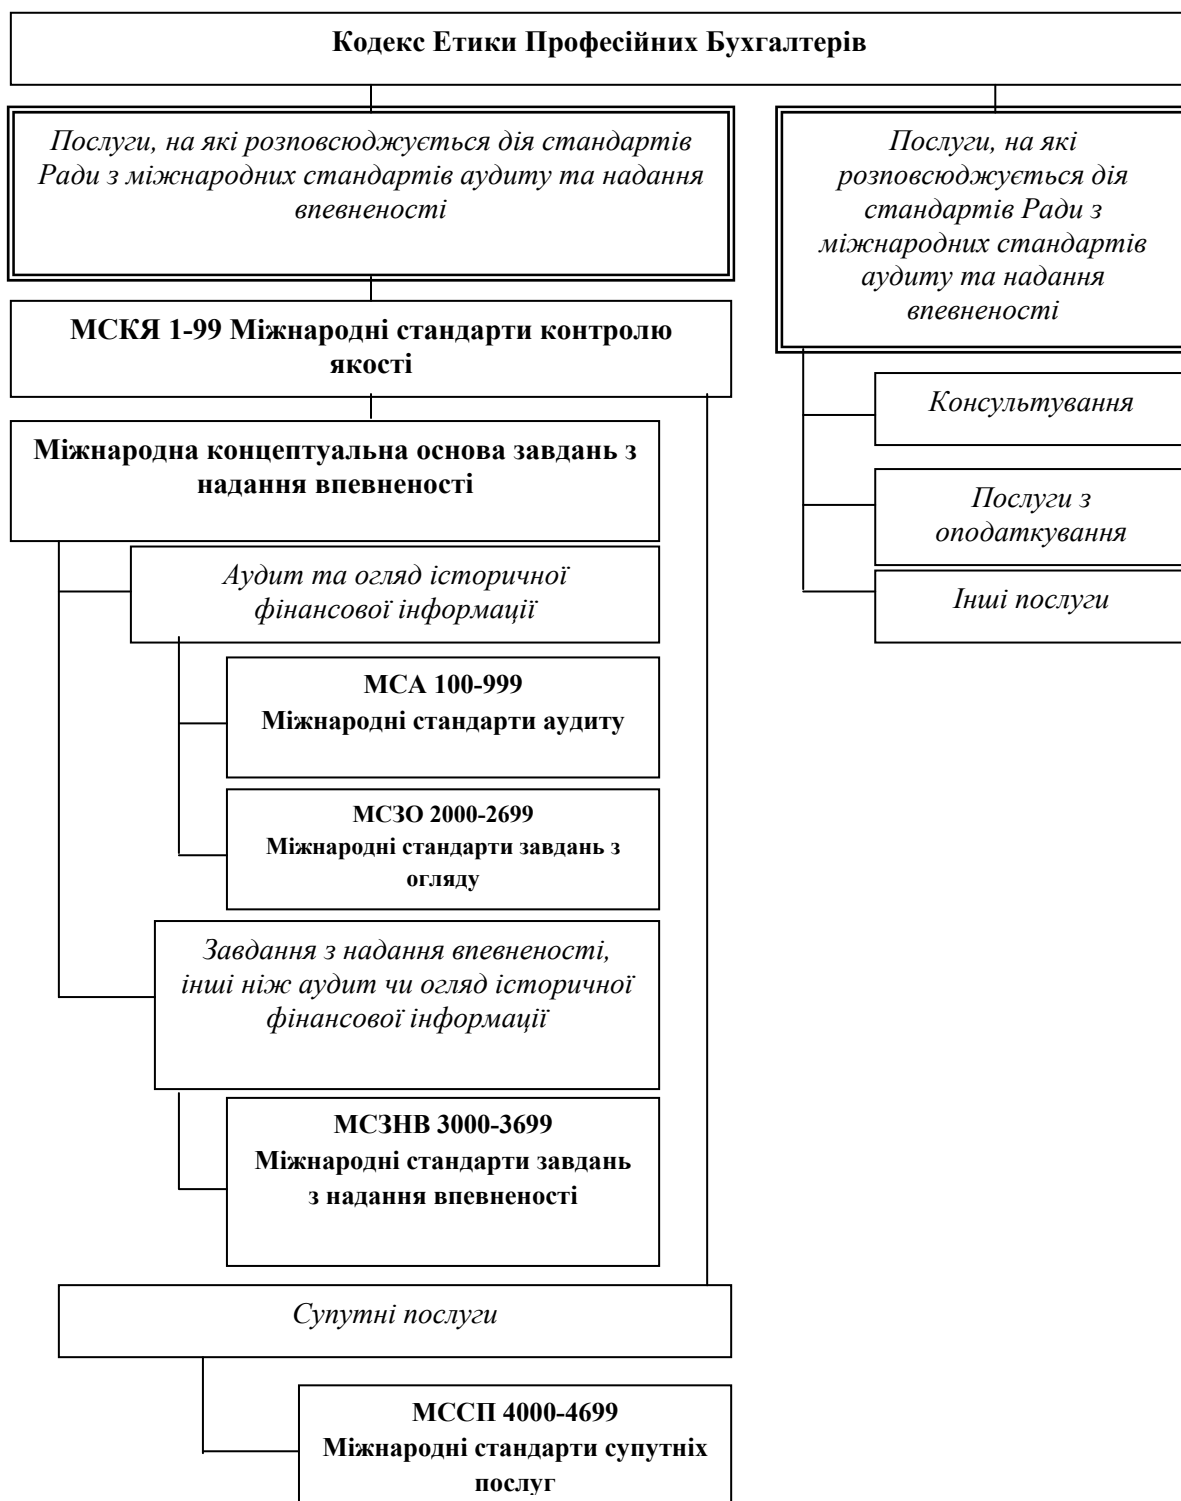 Кодекс Етики Професійних Бухгалтерів
Послуги, на які розповсюджується дія стандартів
Ради з міжнародних стандартів аудиту та надання
впевненості
МСКЯ 1-99 Міжнародні стандарти контролю
якості
Міжнародна концептуальна основа завдань з
надання впевненості
Аудит та огляд історичної
фінансової інформації
МСА 100-999
Міжнародні стандарти аудиту
МСЗО 2000-2699
Міжнародні стандарти завдань з
огляду
Завдання з надання впевненості,
інші ніж аудит чи огляд історичної
фінансової інформації
МСЗНВ 3000-3699
Міжнародні стандарти завдань
з надання впевненості
Супутні послуги
МССП 4000-4699
Міжнародні стандарти супутніх
послуг
Послуги, на які
розповсюджується дія
стандартів Ради з
міжнародних стандартів
аудиту та надання
впевненості
Консультування
Послуги з
оподаткування
Інші послуги